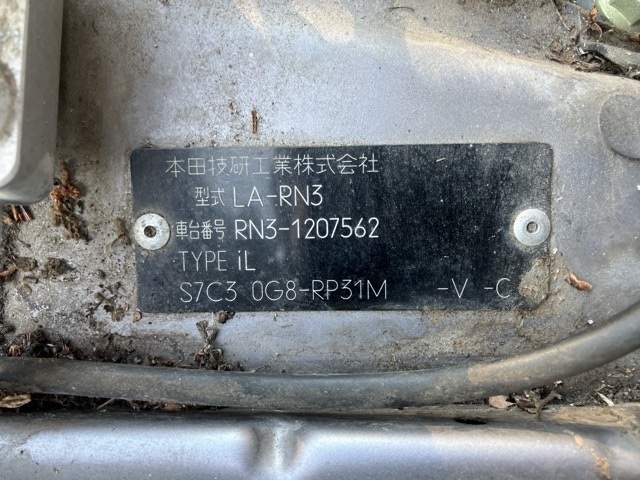 本田技研工業株式会社
型式 LA-RN3
車台番号 RN3-1207562
TYPE iL
S7C3 0G8-RP31M -V -C